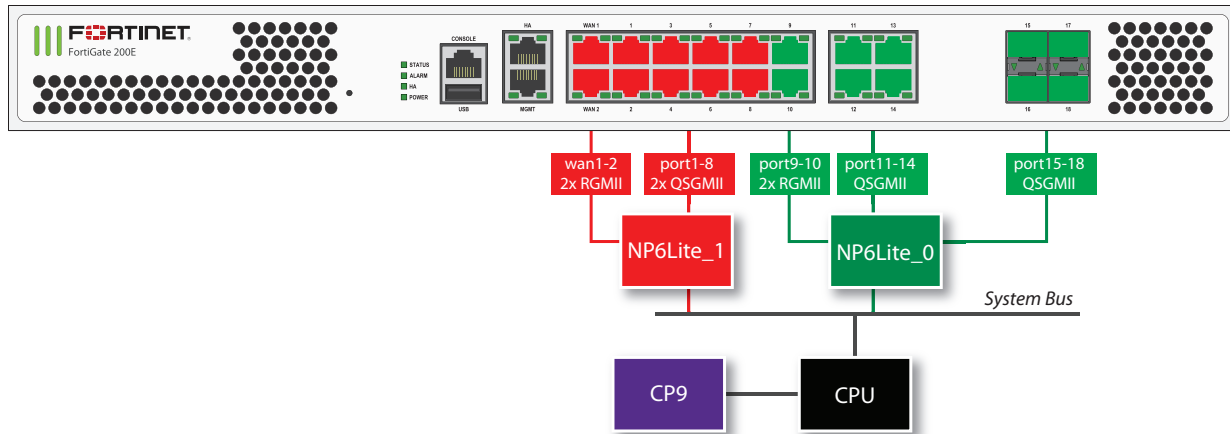 FORTINET
FortiGate 200E
STATUS
ALARM
HA
POWER
CONSOLE
USB
HA
MGMT
WAN 1 1 3 5 7 9
WAN 2 2 4 6 8 10
11 13
12 14
15 17
16 18
wan1-2
2x RGMII
port1-8
2x QSGMII
port9-10
2x RGMII
port11-14
QSGMII
port15-18
QSGMII
NP6Lite_1
NP6Lite_0
System Bus
CP9
CPU